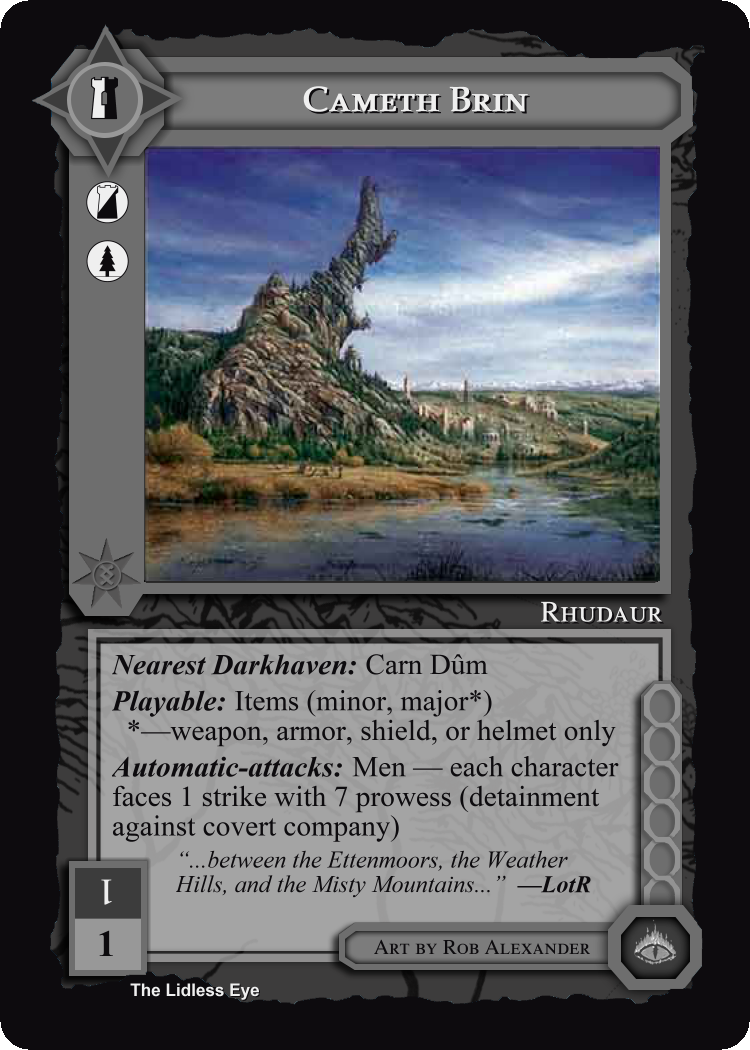 Cameth Brin
Rhudaur
Nearest Darkhaven: Carn Dûm
Playable: Items (minor, major*)
*—weapon, armor, shield, or helmet only
Automatic-attacks: Men — each character
faces 1 strike with 7 prowess (detainment
against covert company)
“...between the Ettenmoors, the Weather
Hills, and the Misty Mountains...” —LotR
1
1
Art by Rob Alexander
The Lidless Eye